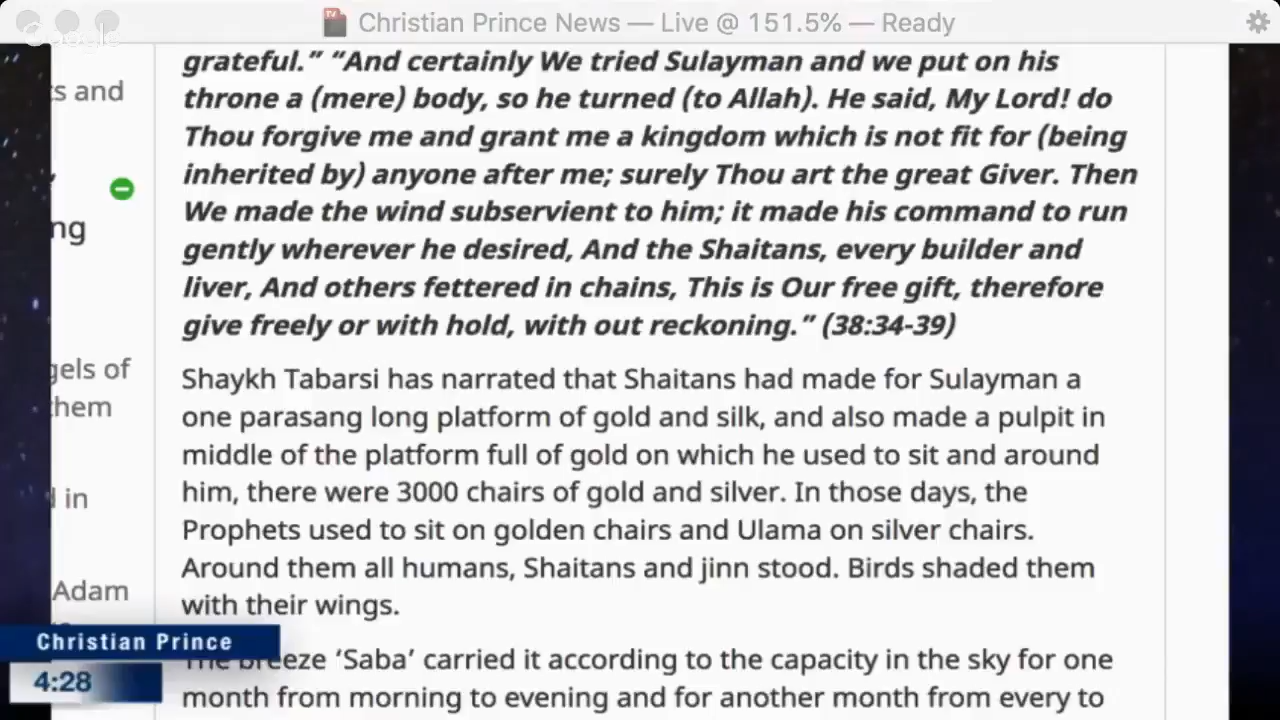 Christian Prince News — Live @ 151.5% — Ready
Google
ts and
ng
gels of
them
d in
Adam
grateful.” “And certainly We tried Sulayman and we put on his
throne a (mere) body, so he turned (to Allah). He said, My Lord! do
Thou forgive me and grant me a kingdom which is not fit for (being
inherited by) anyone after me; surely Thou art the great Giver. Then
We made the wind subservient to him; it made his command to run
gently wherever he desired, And the Shaitans, every builder and
liver, And others fettered in chains, This is Our free gift, therefore
give freely or with hold, with out reckoning.” (38:34-39)
Shaykh Tabarsi has narrated that Shaitans had made for Sulayman a
one parasang long platform of gold and silk, and also made a pulpit in
middle of the platform full of gold on which he used to sit and around
him, there were 3000 chairs of gold and silver. In those days, the
Prophets used to sit on golden chairs and Ulama on silver chairs.
Around them all humans, Shaitans and jinn stood. Birds shaded them
with their wings.
The breeze ‘Saba’ carried it according to the capacity in the sky for one
month from morning to evening and for another month from every to
Christian Prince
4:28